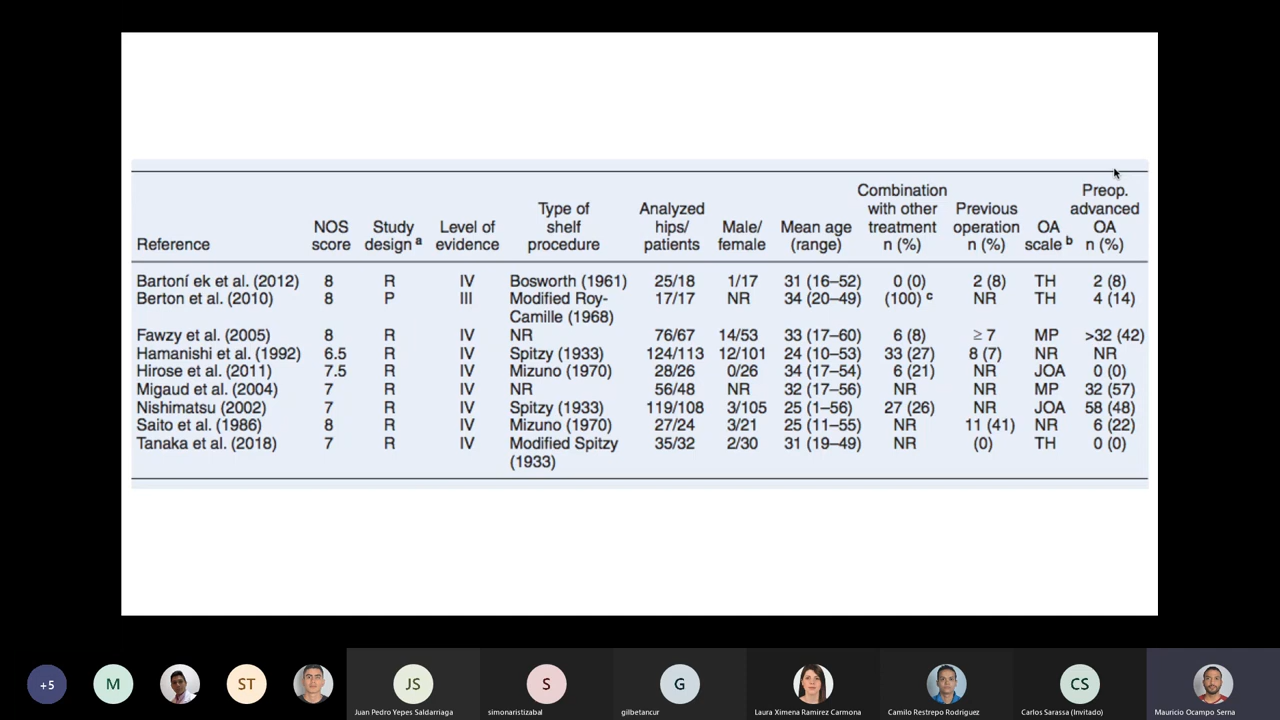 Combination Preop.
Type of with other Previous advanced
NOS Study Level of shelf Analyzed Male/ Mean age treatment operation OA OA
Reference score design a evidence procedure hips/ patients female (range) n (%) n (%) scale b n (%)
Bartoní ek et al. (2012) 8 R IV Bosworth (1961) 25/18 1/17 31 (16–52) 0 (0) 2 (8) TH 2 (8)
Berton et al. (2010) 8 P III Modified Roy- 17/17 NR 34 (20–49) (100) c NR TH 4 (14)
Camille (1968)
Fawzy et al. (2005) 8 R IV NR 76/67 14/53 33 (17–60) 6 (8) ≥ 7 MP >32 (42)
Hamanishi et al. (1992) 6.5 R IV Spitzy (1933) 124/113 12/101 24 (10–53) 33 (27) 8 (7) NR NR
Hirose et al. (2011) 7.5 R IV Mizuno (1970) 28/26 0/26 34 (17–54) 6 (21) NR JOA 0 (0)
Migaud et al. (2004) 7 R IV NR 56/48 NR 32 (17–56) NR NR MP 32 (57)
Nishimatsu (2002) 7 R IV Spitzy (1933) 119/108 3/105 25 (1–56) 27 (26) NR JOA 58 (48)
Saito et al. (1986) 8 R IV Mizuno (1970) 27/24 3/21 25 (11–55) NR 11 (41) NR 6 (22)
Tanaka et al. (2018) 7 R IV Modified Spitzy 35/32 2/30 31 (19–49) NR (0) TH 0 (0)
(1933)
+5 M ST JS S G CS
Juan Pedro Yepes Saldarriaga simonaristizabal gilbetancur Laura Ximena Ramirez Carmona Camilo Restrepo Rodriguez Carlos Sarassa (Invitado) Mauricio Ocampo Serna